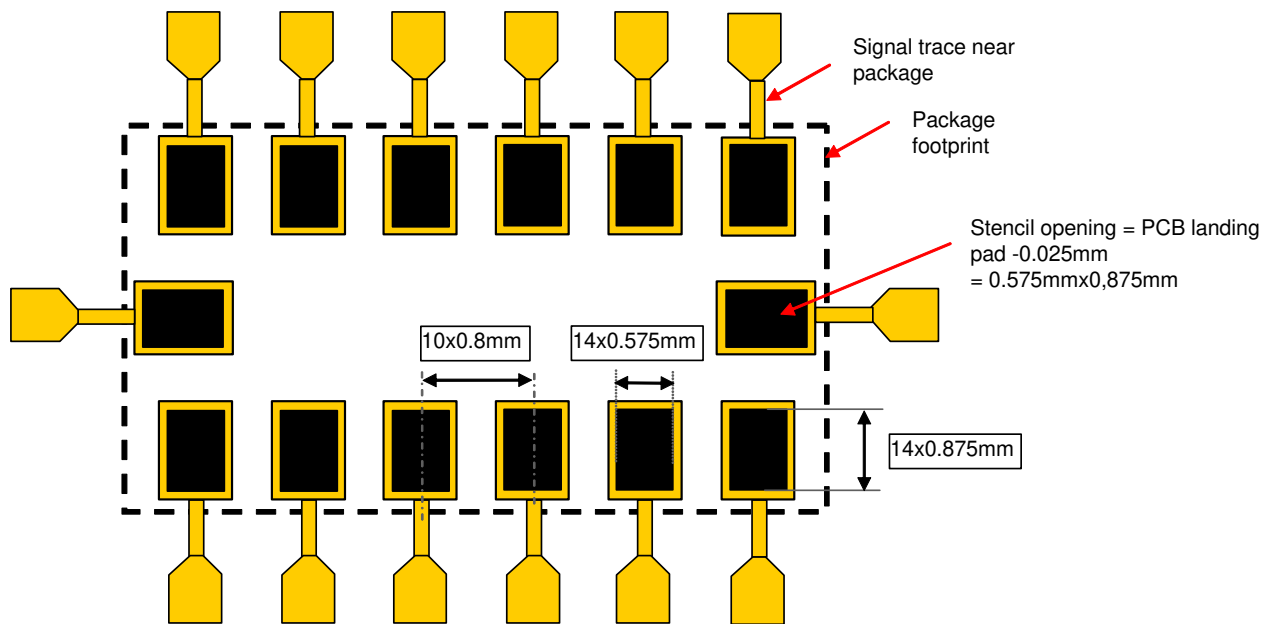 Signal trace near
package
Package
footprint
Stencil opening = PCB landing
pad -0.025mm
= 0.575mmx0,875mm
10x0.8mm
14x0.575mm
14x0.875mm